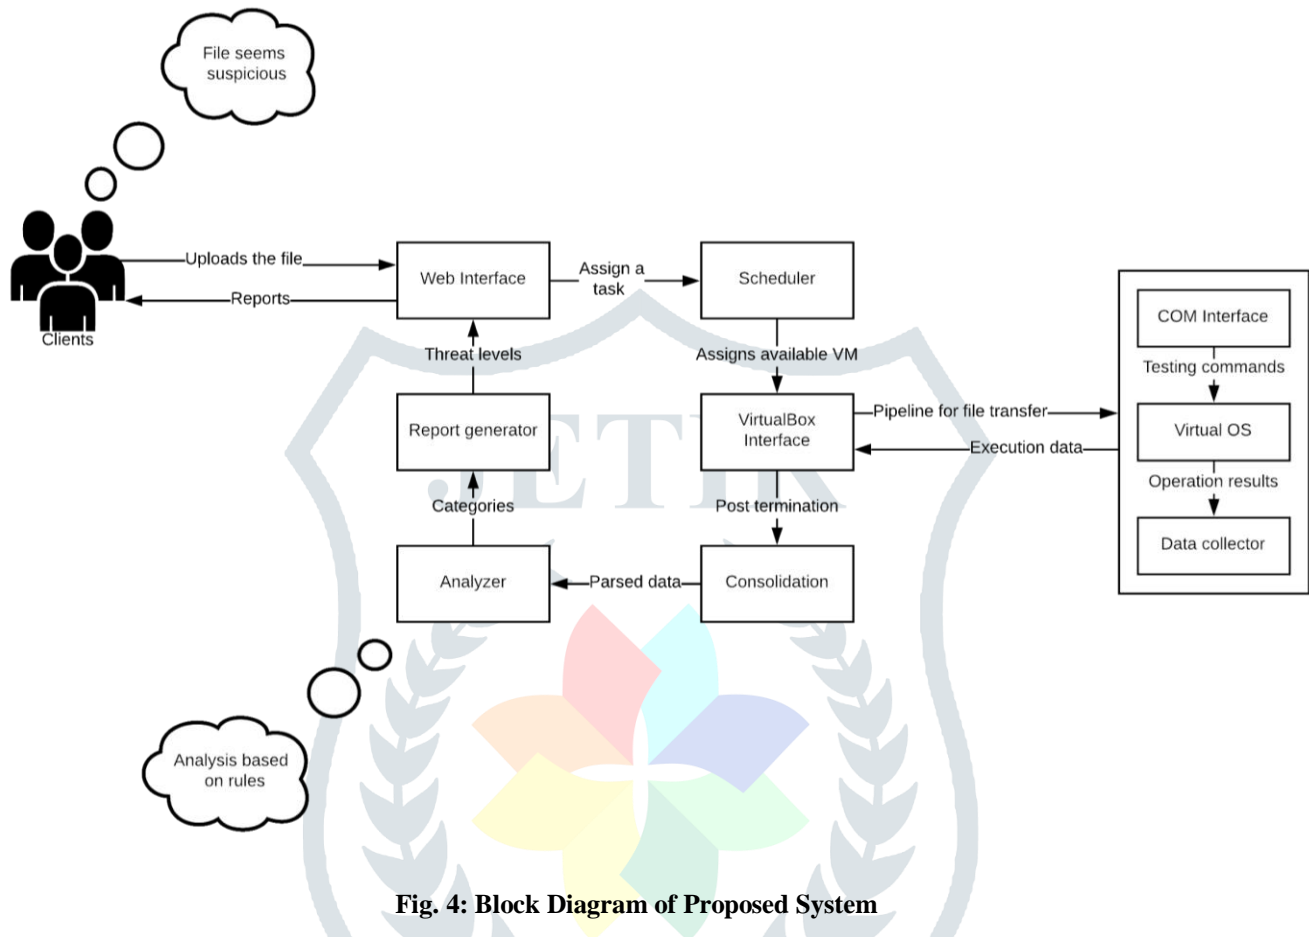 File seems
suspicious
Uploads the file
Reports
Clients
Web Interface
Assign a
task
Scheduler
Threat levels
Assigns available VM
Report generator
VirtualBox
Interface
Pipeline for file transfer
Execution data
COM Interface
Testing commands
Virtual OS
Operation results
Data collector
Categories
Post termination
Analyzer
Parsed data
Consolidation
Analysis based
on rules
JETIR
Fig. 4: Block Diagram of Proposed System